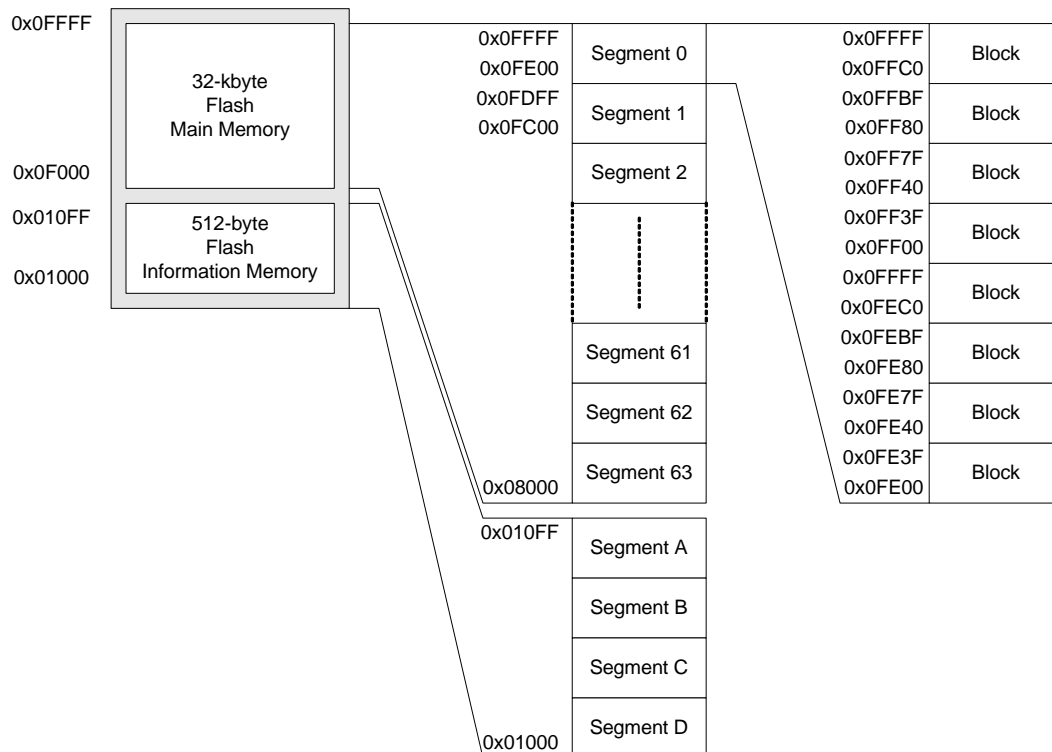 0x0FFFF
32-kbyte
Flash
Main Memory
0x0F000
0x010FF
512-byte
Flash
Information Memory
0x01000
0x0FFFF
Segment 0
0x0FE00
0x0FDFF
Segment 1
0x0FC00
Segment 2
Segment 61
Segment 62
Segment 63
0x08000
0x010FF
Segment A
Segment B
Segment C
Segment D
0x01000
0x0FFFF
Block
0x0FFC0
0x0FFBF
Block
0x0FF80
0x0FF7F
Block
0x0FF40
0x0FF3F
Block
0x0FF00
0x0FFFF
Block
0x0FEC0
0x0FEBF
Block
0x0FE80
0x0FE7F
Block
0x0FE40
0x0FE3F
Block
0x0FE00